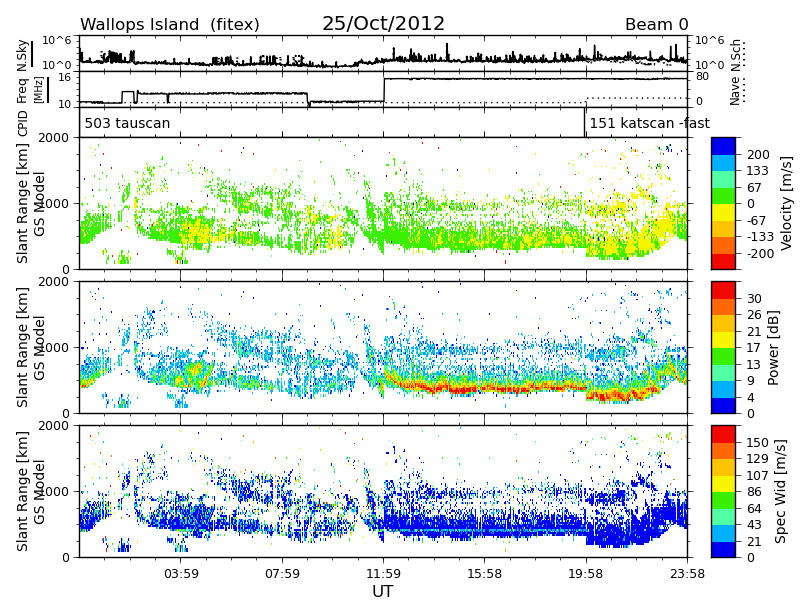 Wallops Island (fitex) 25/Oct/2012 Beam 0
N.Sky 10^6 10^0 10^6 10^0 N.Sch
Freq [MHz] 16 10 80 0 Nave
CPID 503 tauscan 151 katscan -fast
Slant Range [km] GS Model 2000 1000 0
200 133 67 0 -67 -133 -200 Velocity [m/s]
Slant Range [km] GS Model 2000 1000 0
30 26 21 17 13 9 4 0 Power [dB]
Slant Range [km] GS Model 2000 1000 0
150 129 107 86 64 43 21 0 Spec Wid [m/s]
03:59 07:59 11:59 15:58 19:58 23:58
UT